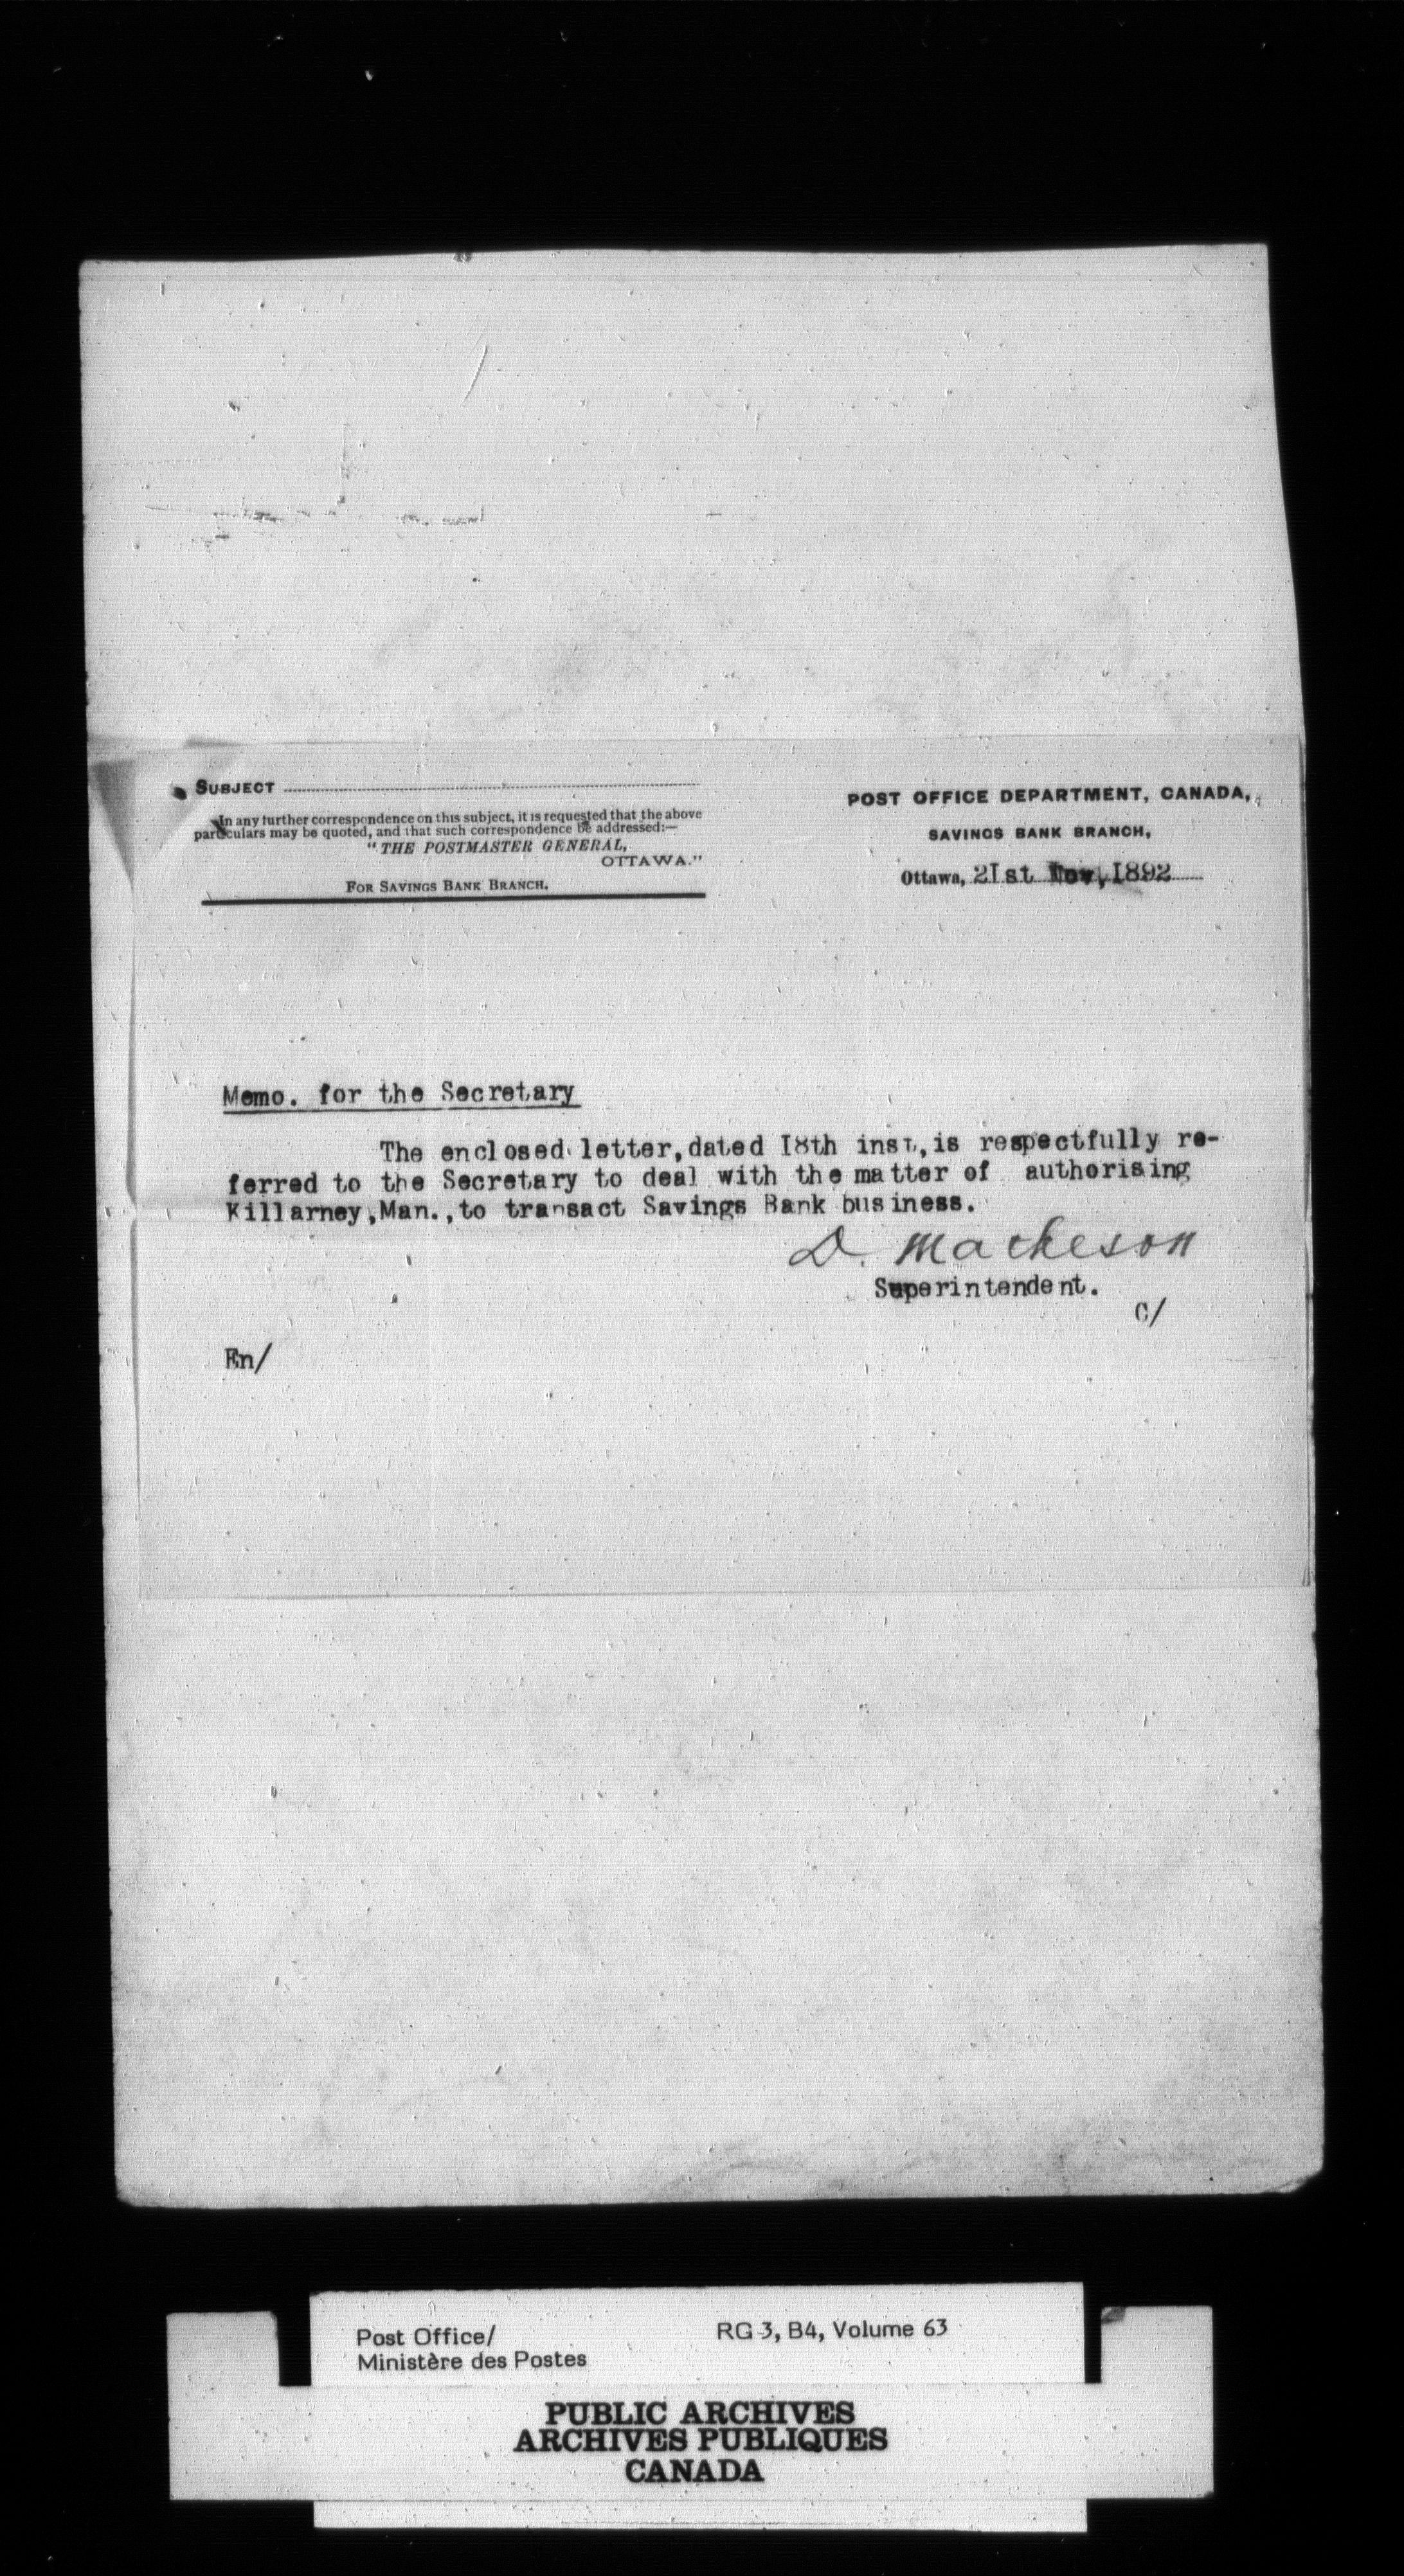 SUBJECT
In any further correspondence on this subject, it is requested that the above
particulars may be quoted, and that such correspondence be addressed:—
"THE POSTMASTER GENERAL,
OTTAWA."
FOR SAVINGS BANK BRANCH.
POST OFFICE DEPARTMENT, CANADA,
SAVINGS BANK BRANCH,
Ottawa, 2Ist Nov, I892
Memo. for the Secretary
The enclosed letter, dated I8th inst, is respectfully re-
ferred to the Secretary to deal with the matter of authorising
Killarney, Man., to transact Savings Bank business.
D. Matheson
Superintendent.
C/
En/
Post Office/
Ministère des Postes
RG 3, B4, Volume 63
PUBLIC ARCHIVES
ARCHIVES PUBLIQUES
CANADA